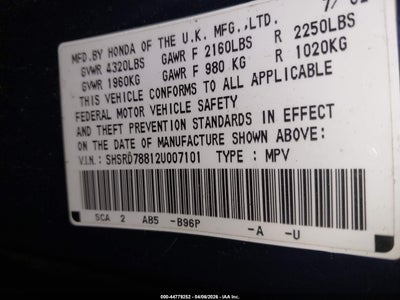 MFD.BY HONDA OF THE U.K. MFG.,LTD. 7/01
GVWR 4320LBS GAWR F 2160LBS R 2250LBS
GVWR 1960KG GAWR F 980 KG R 1020KG
THIS VEHICLE CONFORMS TO ALL APPLICABLE
FEDERAL MOTOR VEHICLE SAFETY
AND THEFT PREVENTION STANDARDS IN EFFECT
ON THE DATE OF MANUFACTURE SHOWN ABOVE:
V.I.N.: SHSRD78812U007101 TYPE : MPV
SCA 2 AB5 -B96P -A -U
000-44779252 - 04/09/2026 - IAA Inc.